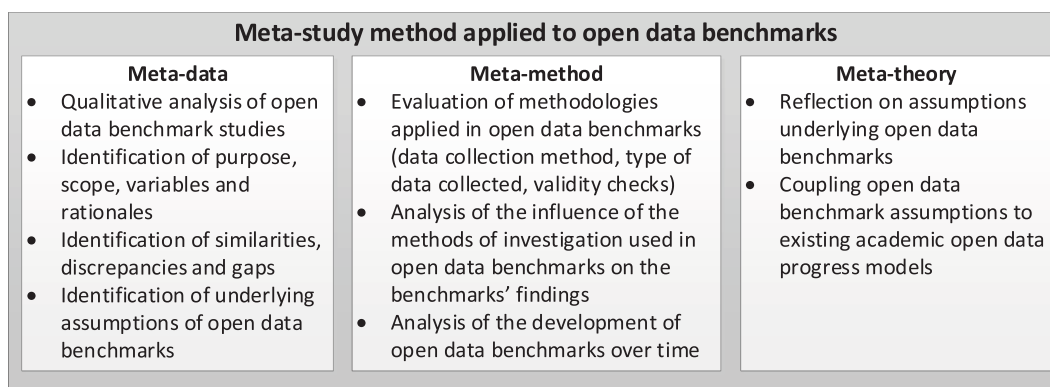 Meta-study method applied to open data benchmarks
Meta-data
• Qualitative analysis of open
data benchmark studies
• Identification of purpose,
scope, variables and
rationales
• Identification of similarities,
discrepancies and gaps
• Identification of underlying
assumptions of open data
benchmarks
Meta-method
• Evaluation of methodologies
applied in open data benchmarks
(data collection method, type of
data collected, validity checks)
• Analysis of the influence of the
methods of investigation used in
open data benchmarks on the
benchmarks’ findings
• Analysis of the development of
open data benchmarks over time
Meta-theory
• Reflection on assumptions
underlying open data
benchmarks
• Coupling open data
benchmark assumptions to
existing academic open data
progress models